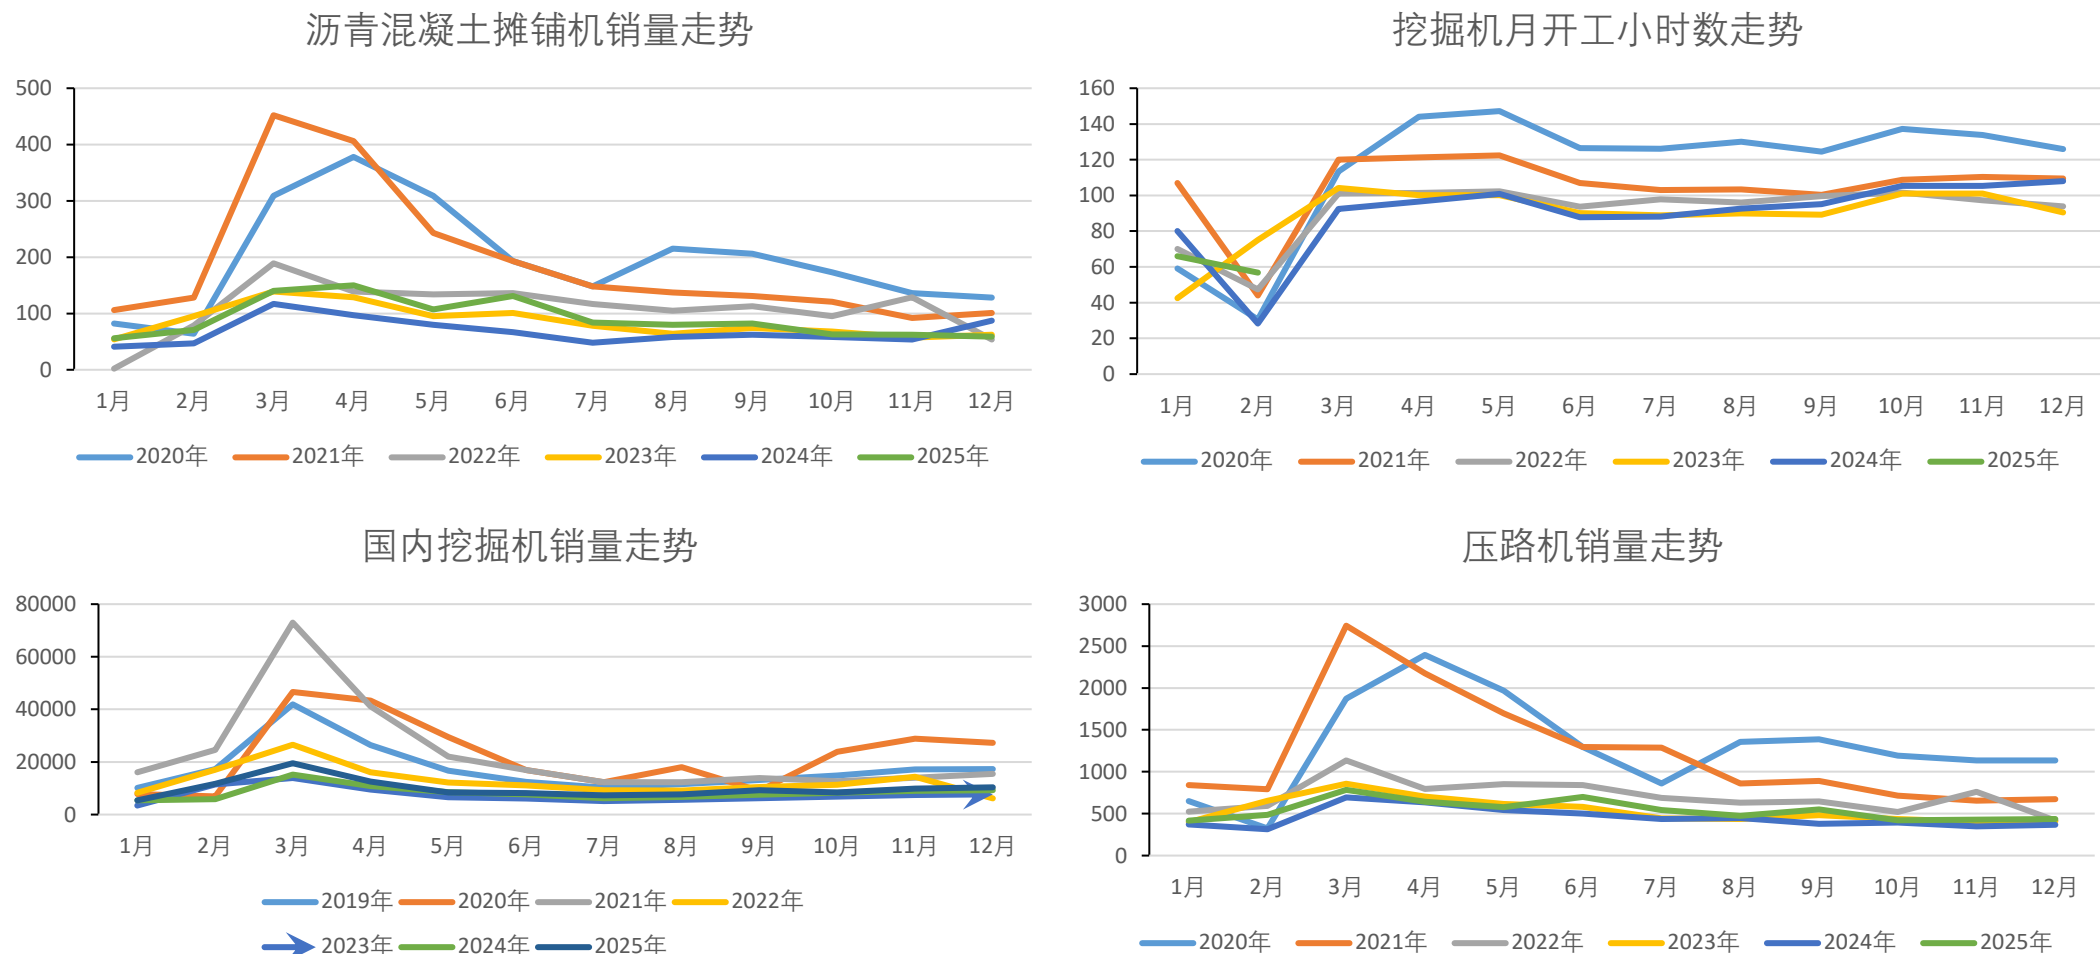 沥青混凝土摊铺机销量走势
500
400
300
200
100
0
1月 2月 3月 4月 5月 6月 7月 8月 9月 10月 11月 12月
2020年 2021年 2022年 2023年 2024年 2025年
挖掘机月开工小时数走势
160
140
120
100
80
60
40
20
0
1月 2月 3月 4月 5月 6月 7月 8月 9月 10月 11月 12月
2020年 2021年 2022年 2023年 2024年 2025年
国内挖掘机销量走势
80000
60000
40000
20000
0
1月 2月 3月 4月 5月 6月 7月 8月 9月 10月 11月 12月
2019年 2020年 2021年 2022年
2023年 2024年 2025年
压路机销量走势
3000
2500
2000
1500
1000
500
0
1月 2月 3月 4月 5月 6月 7月 8月 9月 10月 11月 12月
2020年 2021年 2022年 2023年 2024年 2025年